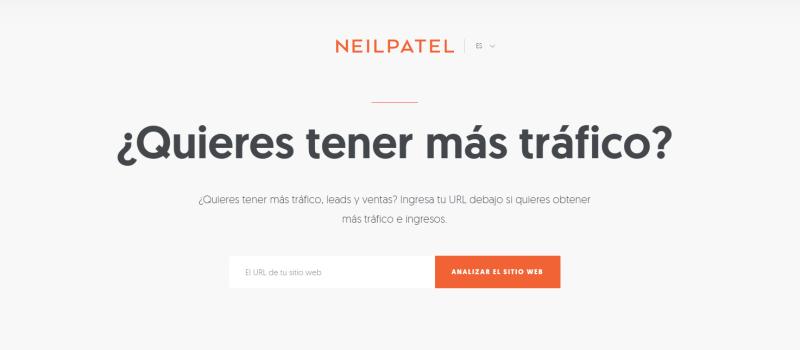 NEILPATEL
ES
¿Quieres tener más tráfico?
¿Quieres tener más tráfico, leads y ventas? Ingresa tu URL debajo si quieres obtener
más tráfico e ingresos.
El URL de tu sitio web
ANALIZAR EL SITIO WEB